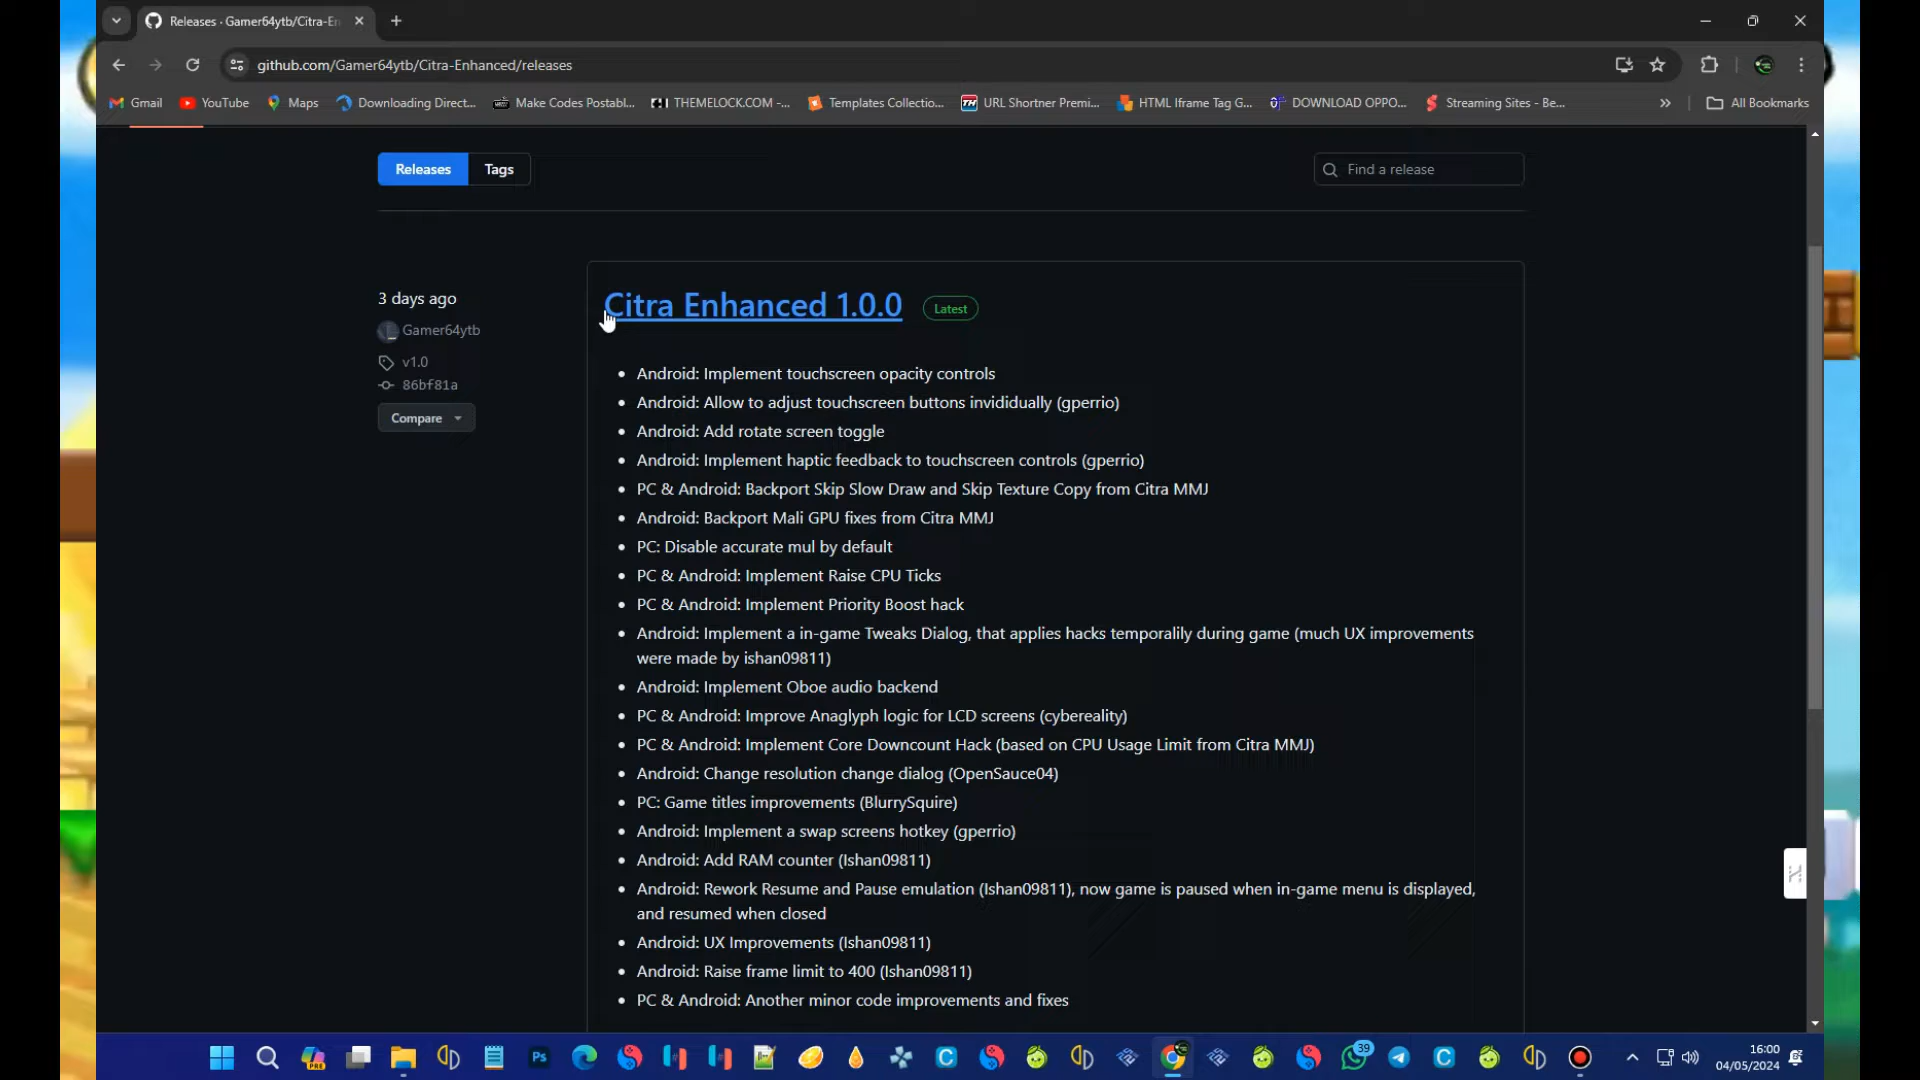 Releases · Gamer64ytb/Citra-En
github.com/Gamer64ytb/Citra-Enhanced/releases
Gmail
YouTube
Maps
Downloading Direct...
Make Codes Postabl...
THEMELOCK.COM -...
Templates Collectio...
URL Shortner Premi...
HTML Iframe Tag G...
DOWNLOAD OPPO...
Streaming Sites - Be...
»
All Bookmarks
Releases
Tags
Find a release
3 days ago
Gamer64ytb
v1.0
86bf81a
Compare
Citra Enhanced 1.0.0
Latest
• Android: Implement touchscreen opacity controls
• Android: Allow to adjust touchscreen buttons invididually (gperrio)
• Android: Add rotate screen toggle
• Android: Implement haptic feedback to touchscreen controls (gperrio)
• PC & Android: Backport Skip Slow Draw and Skip Texture Copy from Citra MMJ
• Android: Backport Mali GPU fixes from Citra MMJ
• PC: Disable accurate mul by default
• PC & Android: Implement Raise CPU Ticks
• PC & Android: Implement Priority Boost hack
• Android: Implement a in-game Tweaks Dialog, that applies hacks temporalily during game (much UX improvements
were made by ishan09811)
• Android: Implement Oboe audio backend
• PC & Android: Improve Anaglyph logic for LCD screens (cybereality)
• PC & Android: Implement Core Downcount Hack (based on CPU Usage Limit from Citra MMJ)
• Android: Change resolution change dialog (OpenSauce04)
• PC: Game titles improvements (BlurrySquire)
• Android: Implement a swap screens hotkey (gperrio)
• Android: Add RAM counter (Ishan09811)
• Android: Rework Resume and Pause emulation (Ishan09811), now game is paused when in-game menu is displayed,
and resumed when closed
• Android: UX Improvements (Ishan09811)
• Android: Raise frame limit to 400 (Ishan09811)
• PC & Android: Another minor code improvements and fixes
PRE
Ps
C
39
C
16:00
04/05/2024